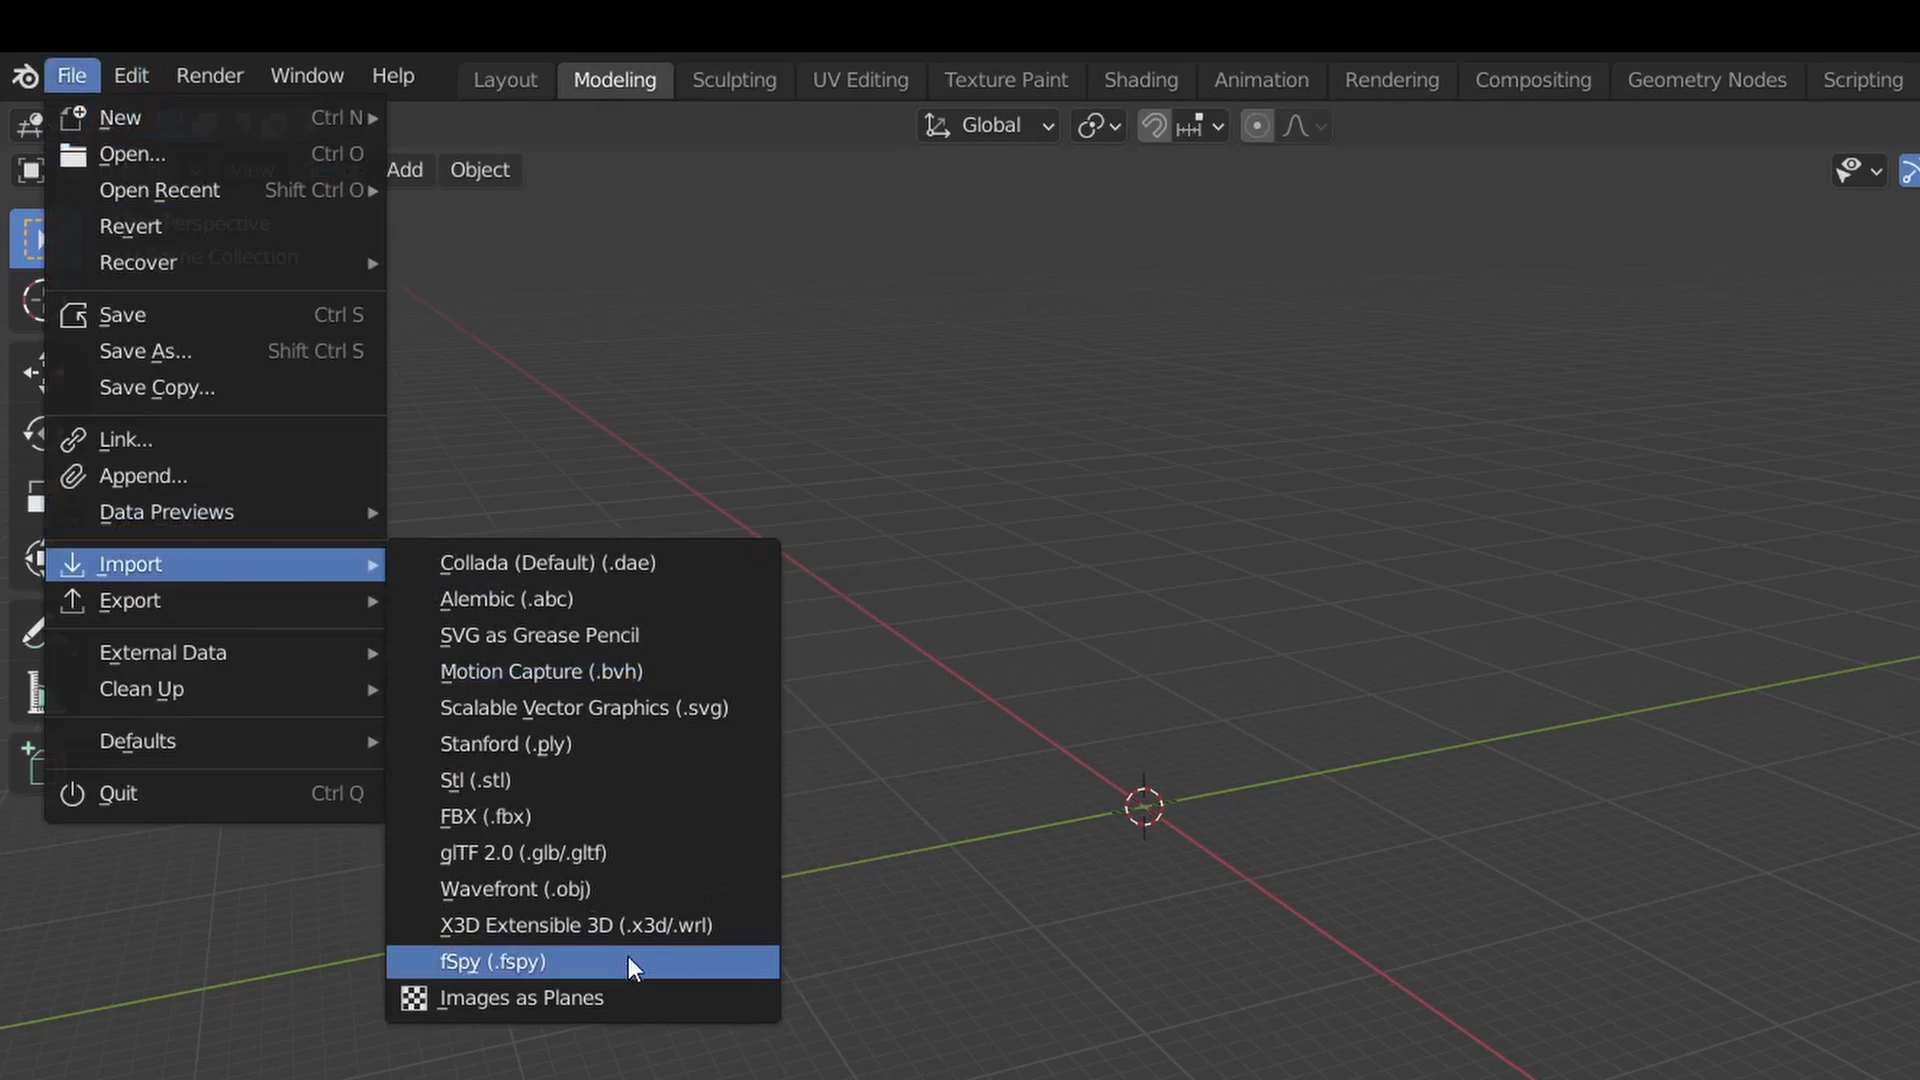 File Edit Render Window Help Layout Modeling Sculpting UV Editing Texture Paint Shading Animation Rendering Compositing Geometry Nodes Scripting
New Ctrl N
Global
Open... Ctrl O
View Add Object
Open Recent Shift Ctrl O
Revert Perspective
Recover Collection
Save Ctrl S
Save As... Shift Ctrl S
Save Copy...
Link...
Append...
Data Previews
Import
Export
External Data
Clean Up
Defaults
Quit Ctrl Q
Collada (Default) (.dae)
Alembic (.abc)
SVG as Grease Pencil
Motion Capture (.bvh)
Scalable Vector Graphics (.svg)
Stanford (.ply)
Stl (.stl)
FBX (.fbx)
glTF 2.0 (.glb/.gltf)
Wavefront (.obj)
X3D Extensible 3D (.x3d/.wrl)
fSpy (.fspy)
Images as Planes